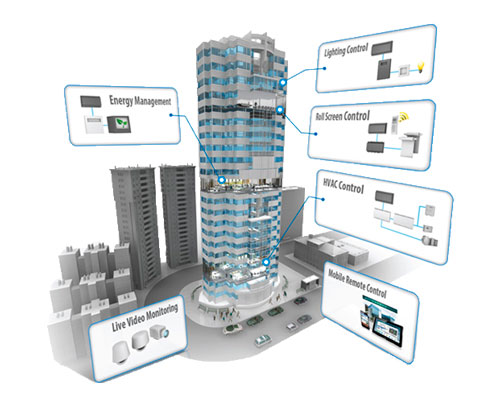 Lighting Control
Energy Management
Roll Screen Control
HVAC Control
Mobile Remote Control
Live Video Monitoring